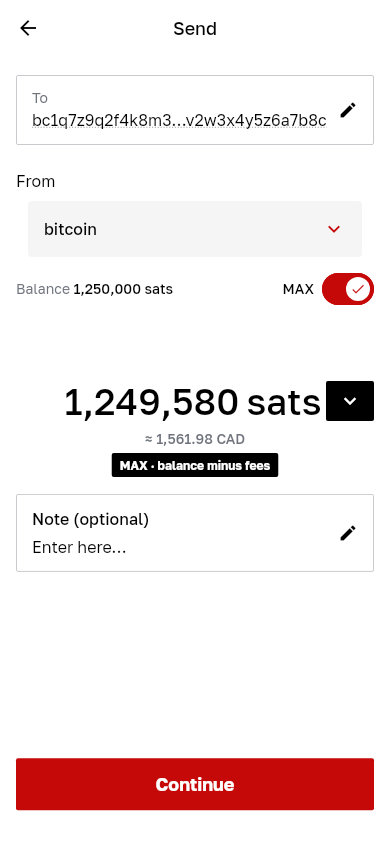 Send
To
bc1q7z9q2f4k8m3...v2w3x4y5z6a7b8c
From
bitcoin
Balance 1,250,000 sats MAX
1,249,580 sats
≈ 1,561.98 CAD
MAX · balance minus fees
Note (optional)
Enter here...
Continue